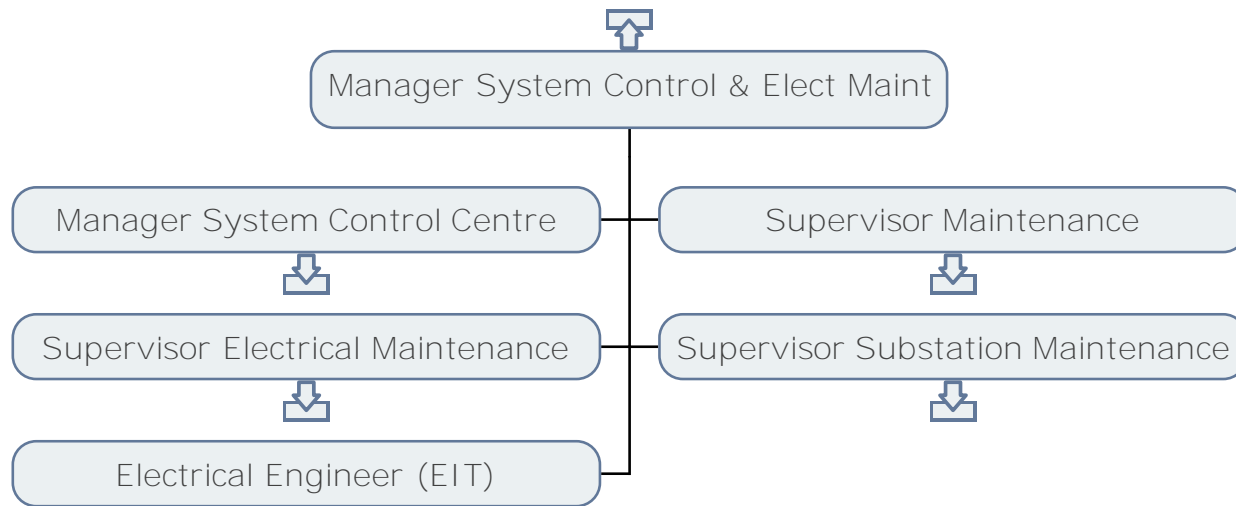 Manager System Control & Elect Maint
Manager System Control Centre
Supervisor Maintenance
Supervisor Electrical Maintenance
Supervisor Substation Maintenance
Electrical Engineer (EIT)